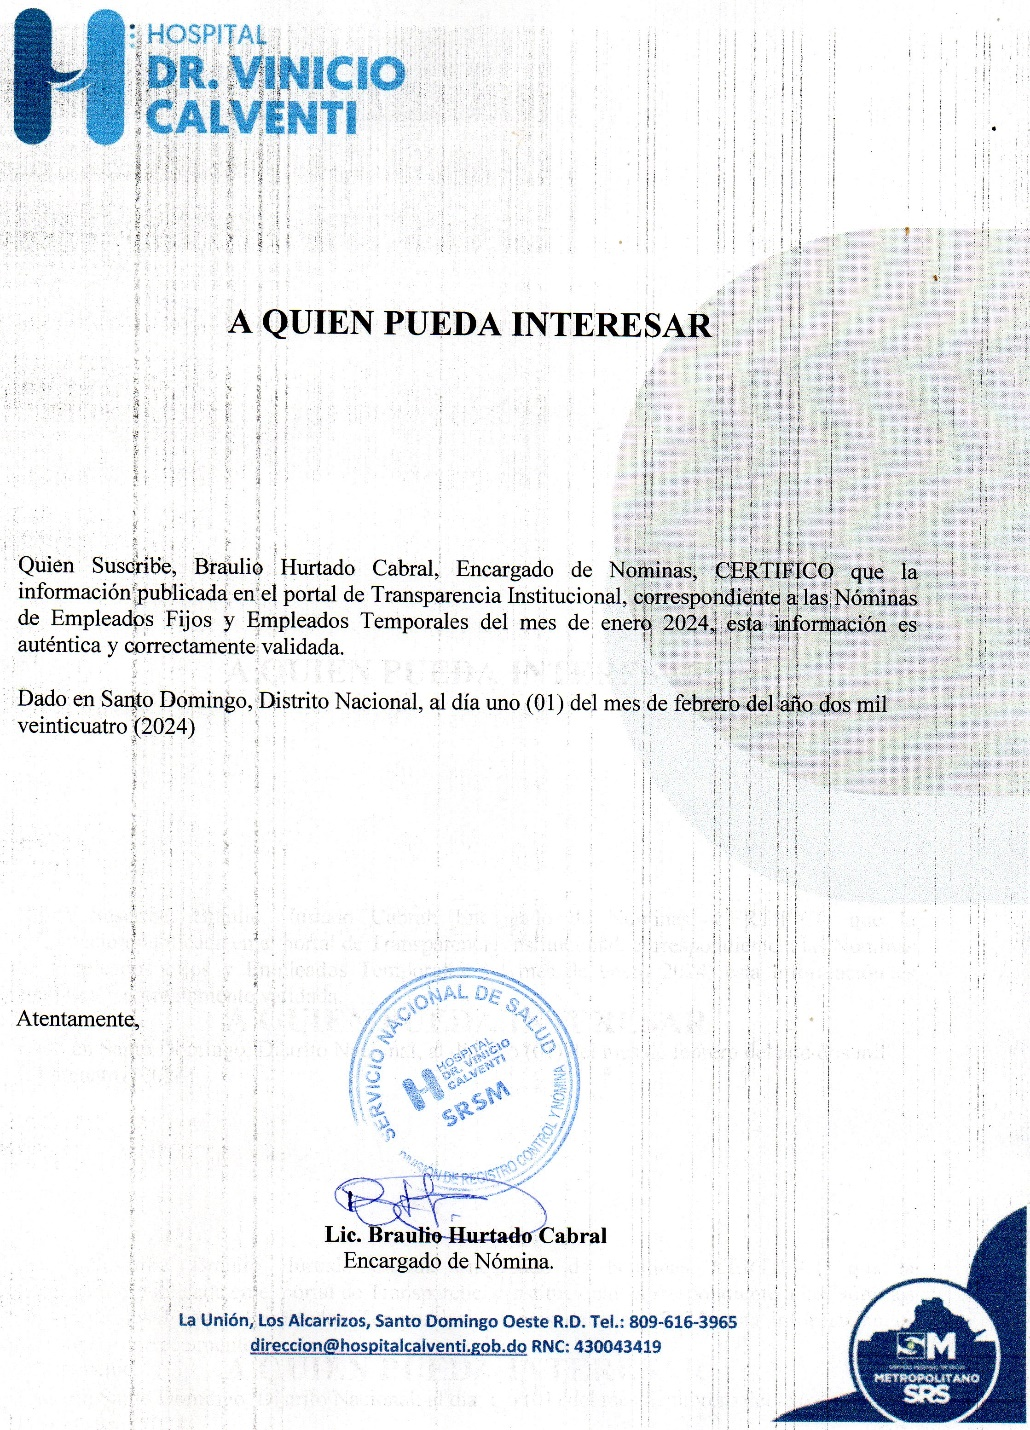 HOSPITAL
DR. VINICIO
CALVENTI
A QUIEN PUEDA INTERESAR
Quien Suscribe, Braulio Hurtado Cabral, Encargado de Nominas, CERTIFICO que la
información publicada en el portal de Transparencia Institucional, correspondiente a las Nóminas
de Empleados Fijos y Empleados Temporales del mes de enero 2024, esta información es
auténtica y correctamente validada.
Dado en Santo Domingo, Distrito Nacional, al día uno (01) del mes de febrero del año dos mil
veinticuatro (2024)
Atentamente,
SERVICIO NACIONAL DE SALUD
HOSPITAL
DR. VINICIO
CALVENTI
SRSM
DIVISION DE REGISTRO CONTROL Y NOMINA
Lic. Braulio Hurtado Cabral
Encargado de Nómina.
La Unión, Los Alcarrizos, Santo Domingo Oeste R.D. Tel.: 809-616-3965
direccion@hospitalcalventi.gob.do RNC: 430043419
M
METROPOLITANO
SRS